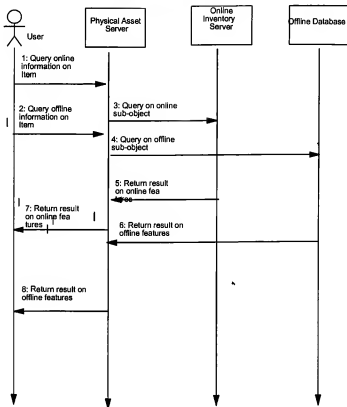 User
Physical Asset
Server
Online
Inventory
Server
Offline Database
1: Query online
information on
Item
2: Query offline
information on
Item
3: Query on online
sub-object
4: Query on offline
sub-object
5: Return result
on online fea
tures
6: Return result on
offline features
7: Return result
on online fea
tures
8: Return result on
offline features